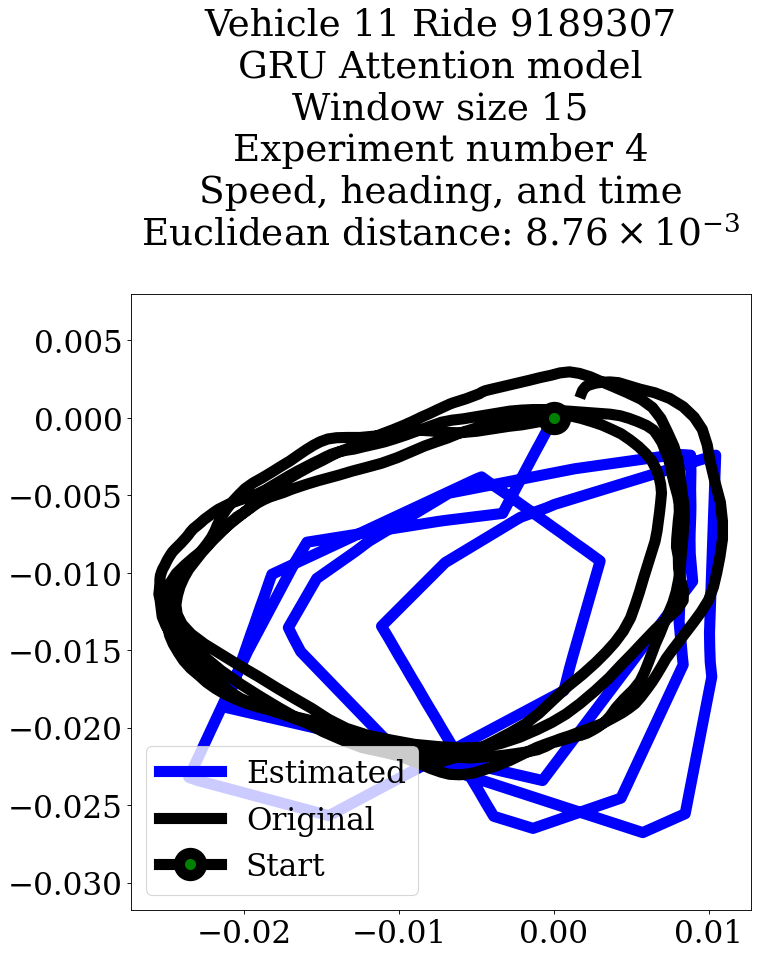 Vehicle 11 Ride 9189307
GRU Attention model
Window size 15
Experiment number 4
Speed, heading, and time
Euclidean distance: 8.76 × 10⁻³
0.005
0.000
−0.005
−0.010
−0.015
−0.020
−0.025
−0.030
Estimated
Original
Start
−0.02 −0.01 0.00 0.01